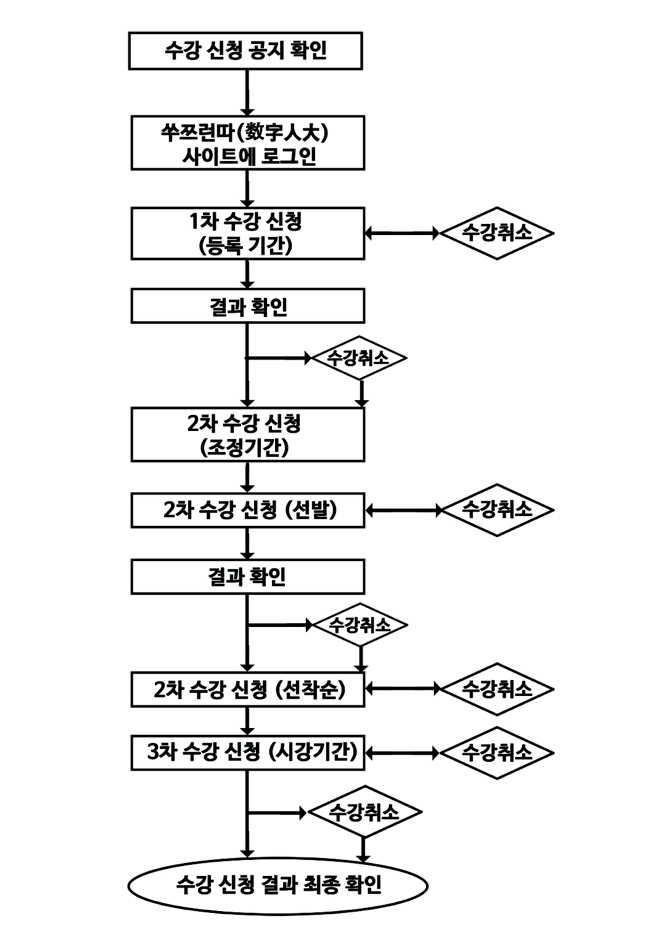 수강 신청 공지 확인
쑤쯔런따(数字人大)
사이트에 로그인
1차 수강 신청
(등록 기간)
수강취소
결과 확인
수강취소
2차 수강 신청
(조정기간)
2차 수강 신청 (선발)
수강취소
결과 확인
수강취소
2차 수강 신청 (선착순)
수강취소
3차 수강 신청 (시강기간)
수강취소
수강취소
수강 신청 결과 최종 확인